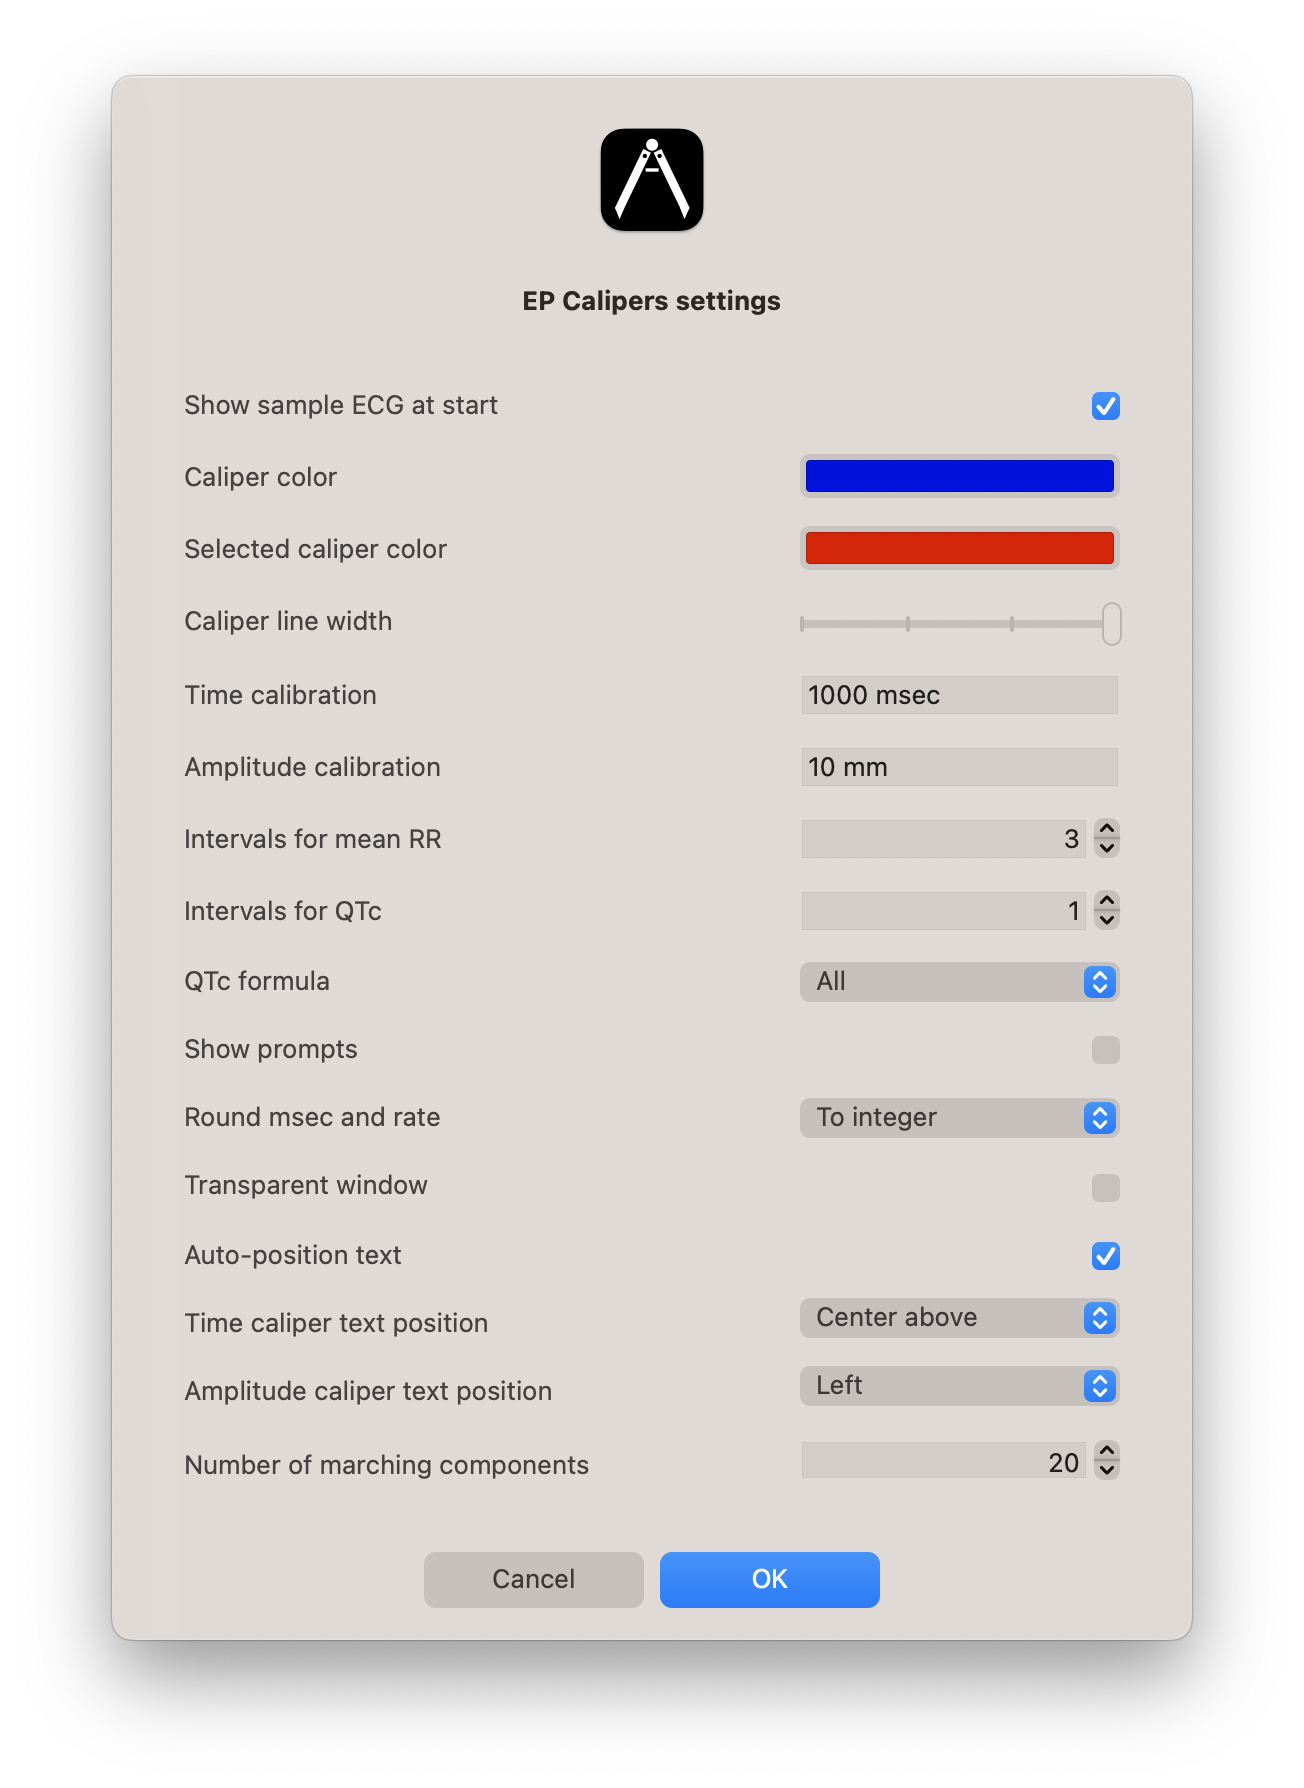 EP Calipers settings
Show sample ECG at start
Caliper color
Selected caliper color
Caliper line width
Time calibration 1000 msec
Amplitude calibration 10 mm
Intervals for mean RR 3
Intervals for QTc 1
QTc formula All
Show prompts
Round msec and rate To integer
Transparent window
Auto-position text
Time caliper text position Center above
Amplitude caliper text position Left
Number of marching components 20
Cancel OK